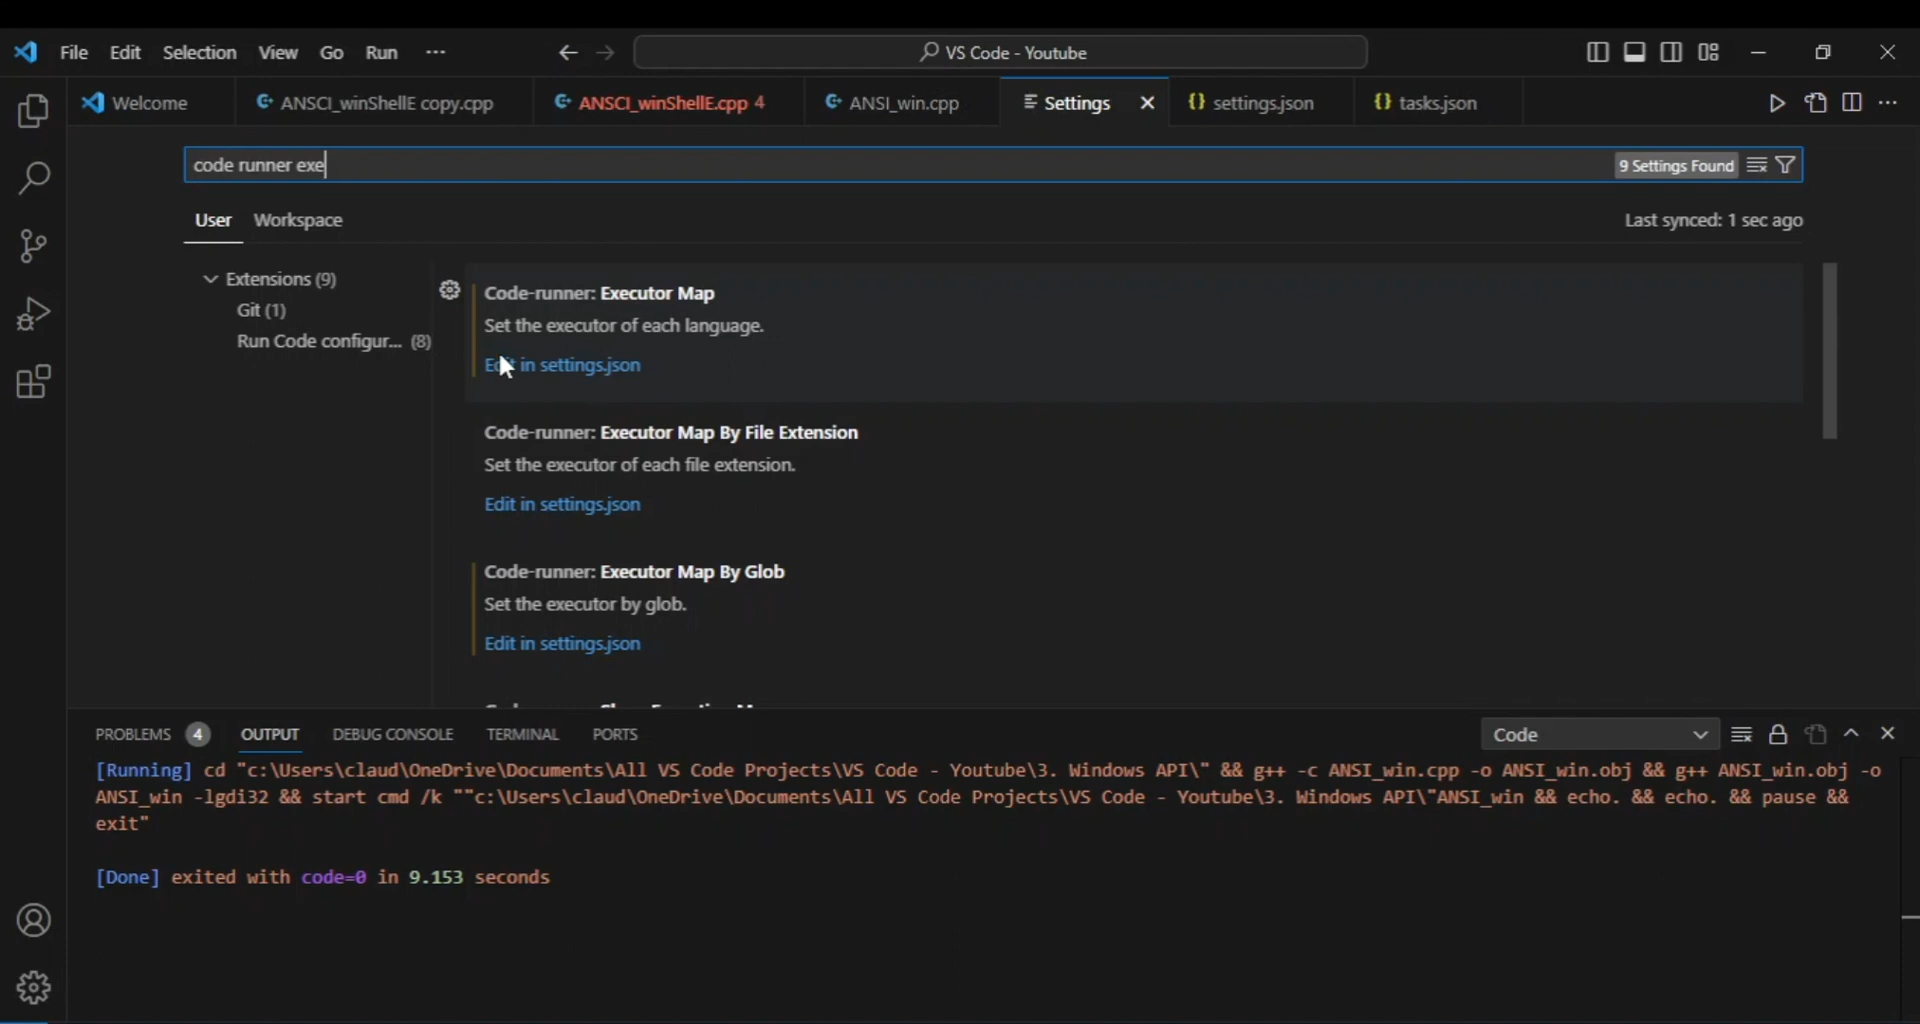 File Edit Selection View Go Run ··· VS Code - Youtube
Welcome ANSCI_winShellE copy.cpp ANSCI_winShellE.cpp 4 ANSI_win.cpp Settings settings.json tasks.json
code runner exe 9 Settings Found
User Workspace Last synced: 1 sec ago
Extensions (9)
Git (1)
Run Code configur... (8)
Code-runner: Executor Map
Set the executor of each language.
Edit in settings.json
Code-runner: Executor Map By File Extension
Set the executor of each file extension.
Edit in settings.json
Code-runner: Executor Map By Glob
Set the executor by glob.
Edit in settings.json
PROBLEMS 4 OUTPUT DEBUG CONSOLE TERMINAL PORTS Code
[Running] cd "c:\Users\claud\OneDrive\Documents\All VS Code Projects\VS Code - Youtube\3. Windows API\" && g++ -c ANSI_win.cpp -o ANSI_win.obj && g++ ANSI_win.obj -o
ANSI_win -lgdi32 && start cmd /k ""c:\Users\claud\OneDrive\Documents\All VS Code Projects\VS Code - Youtube\3. Windows API\"ANSI_win && echo. && echo. && pause &&
exit"
[Done] exited with code=0 in 9.153 seconds